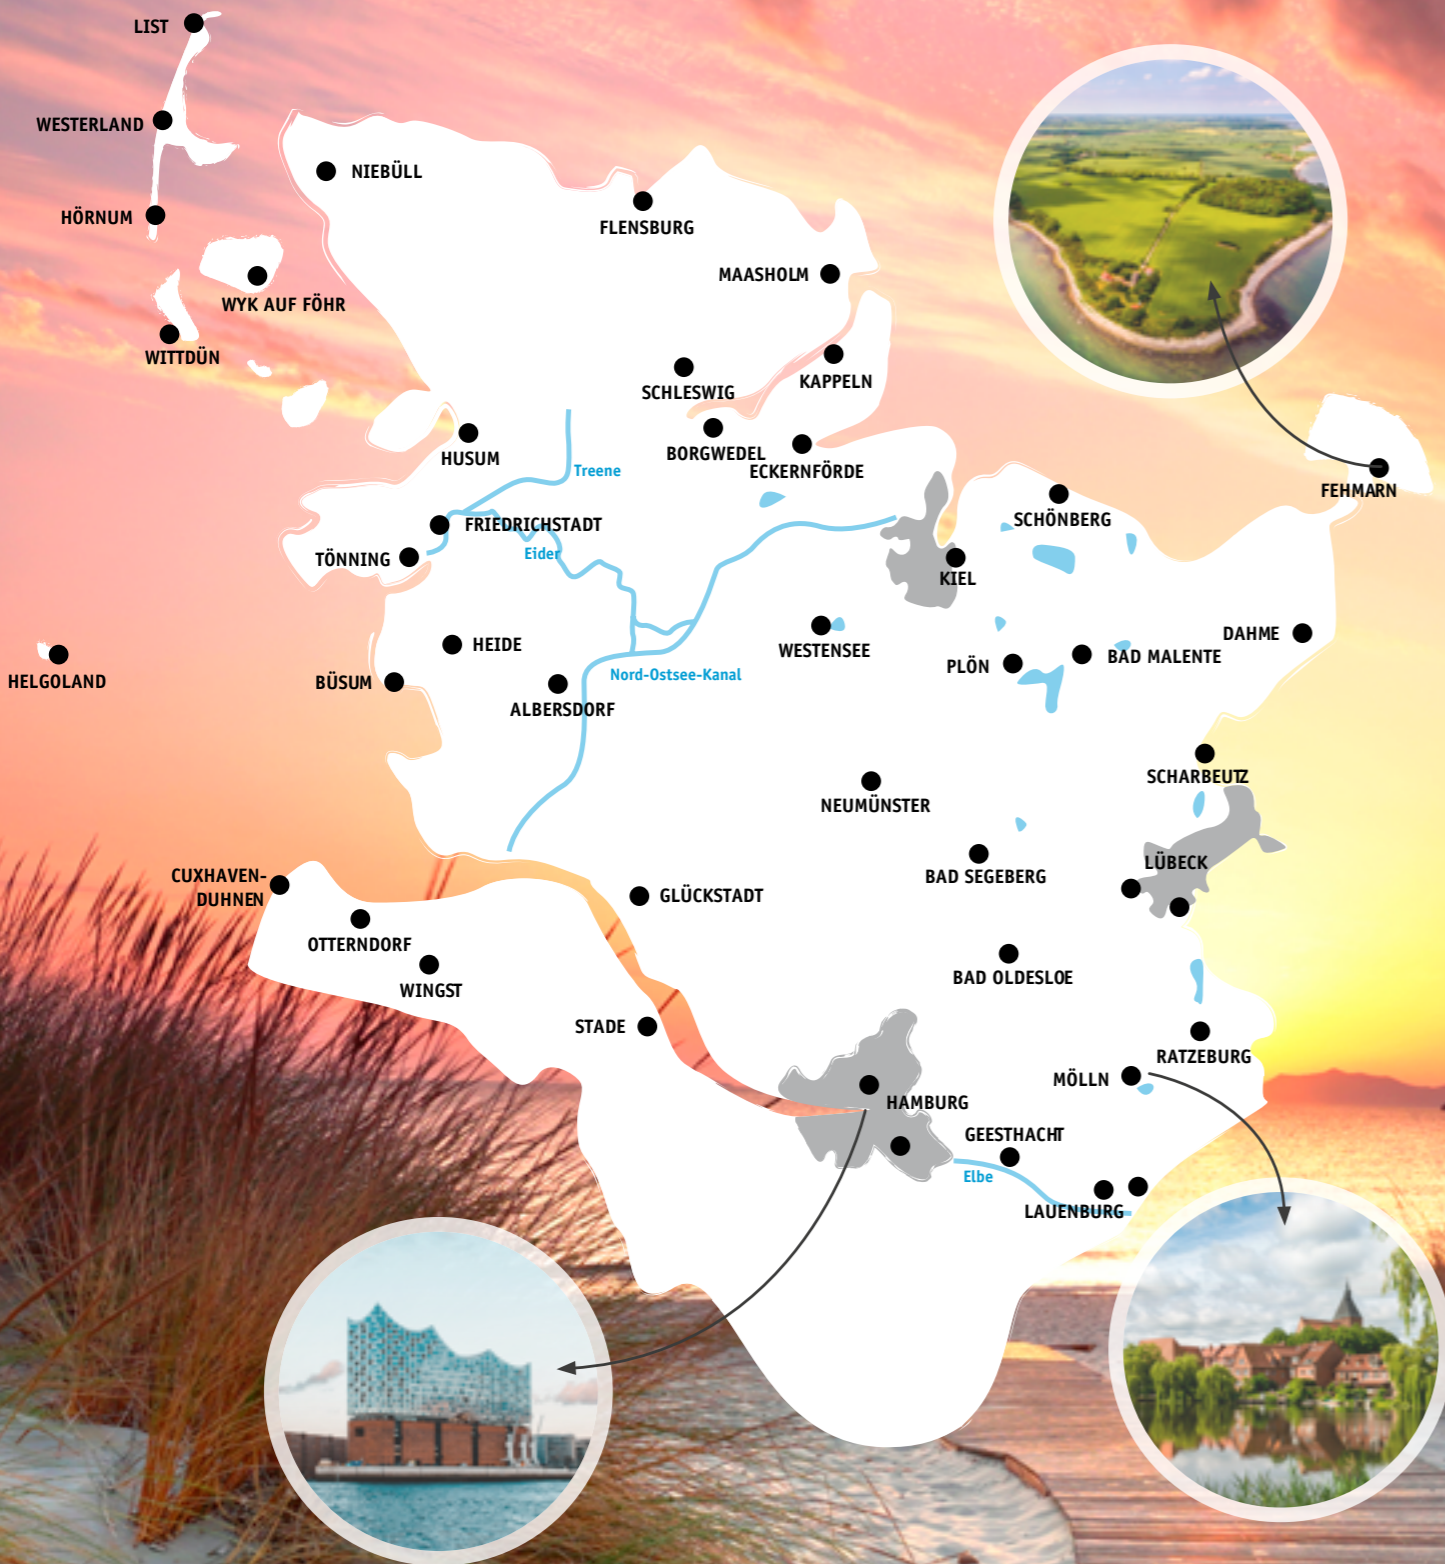 LIST
WESTERLAND
NIEBÜLL
HÖRNUM
FLENSBURG
MAASHOLM
WYK AUF FÖHR
WITTDÜN
KAPPELN
SCHLESWIG
BORGWEDEL
HUSUM
ECKERNFÖRDE
Treene
FEHMARN
SCHÖNBERG
FRIEDRICHSTADT
Eider
TÖNNING
KIEL
DAHME
HEIDE
WESTENSEE
BAD MALENTE
PLÖN
HELGOLAND
BÜSUM
Nord-Ostsee-Kanal
ALBERSDORF
SCHARBEUTZ
NEUMÜNSTER
LÜBECK
CUXHAVEN-
DUHNEN
BAD SEGEBERG
GLÜCKSTADT
OTTERNDORF
BAD OLDESLOE
WINGST
STADE
RATZEBURG
MÖLLN
HAMBURG
GEESTHACHT
Elbe
LAUENBURG